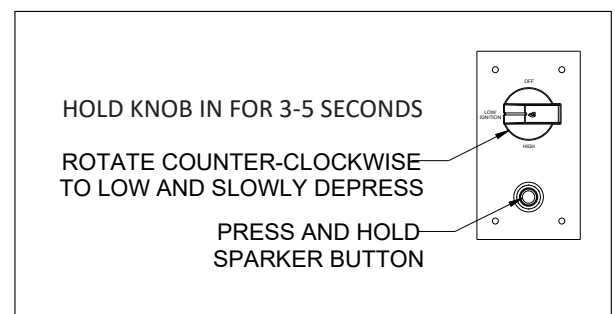 HOLD KNOB IN FOR 3-5 SECONDS
ROTATE COUNTER-CLOCKWISE
TO LOW AND SLOWLY DEPRESS
PRESS AND HOLD
SPARKER BUTTON
OFF
LOW/
IGNITION
HIGH